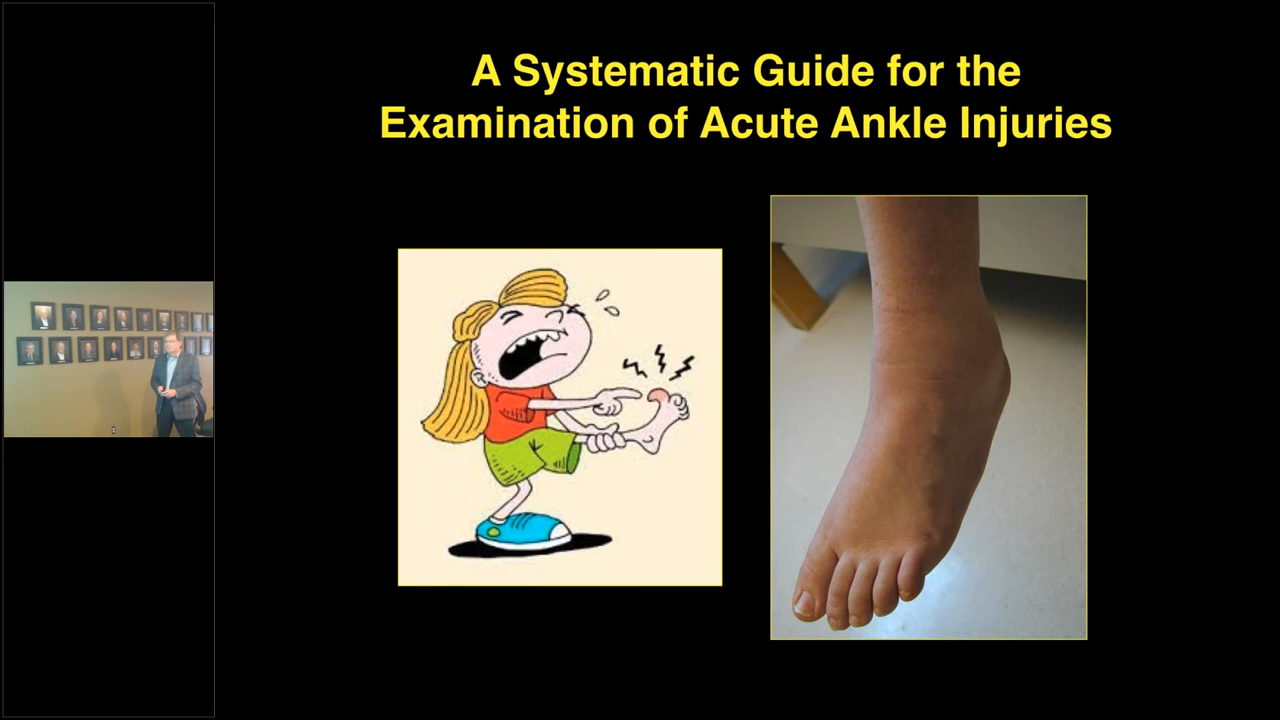 A Systematic Guide for the
Examination of Acute Ankle Injuries